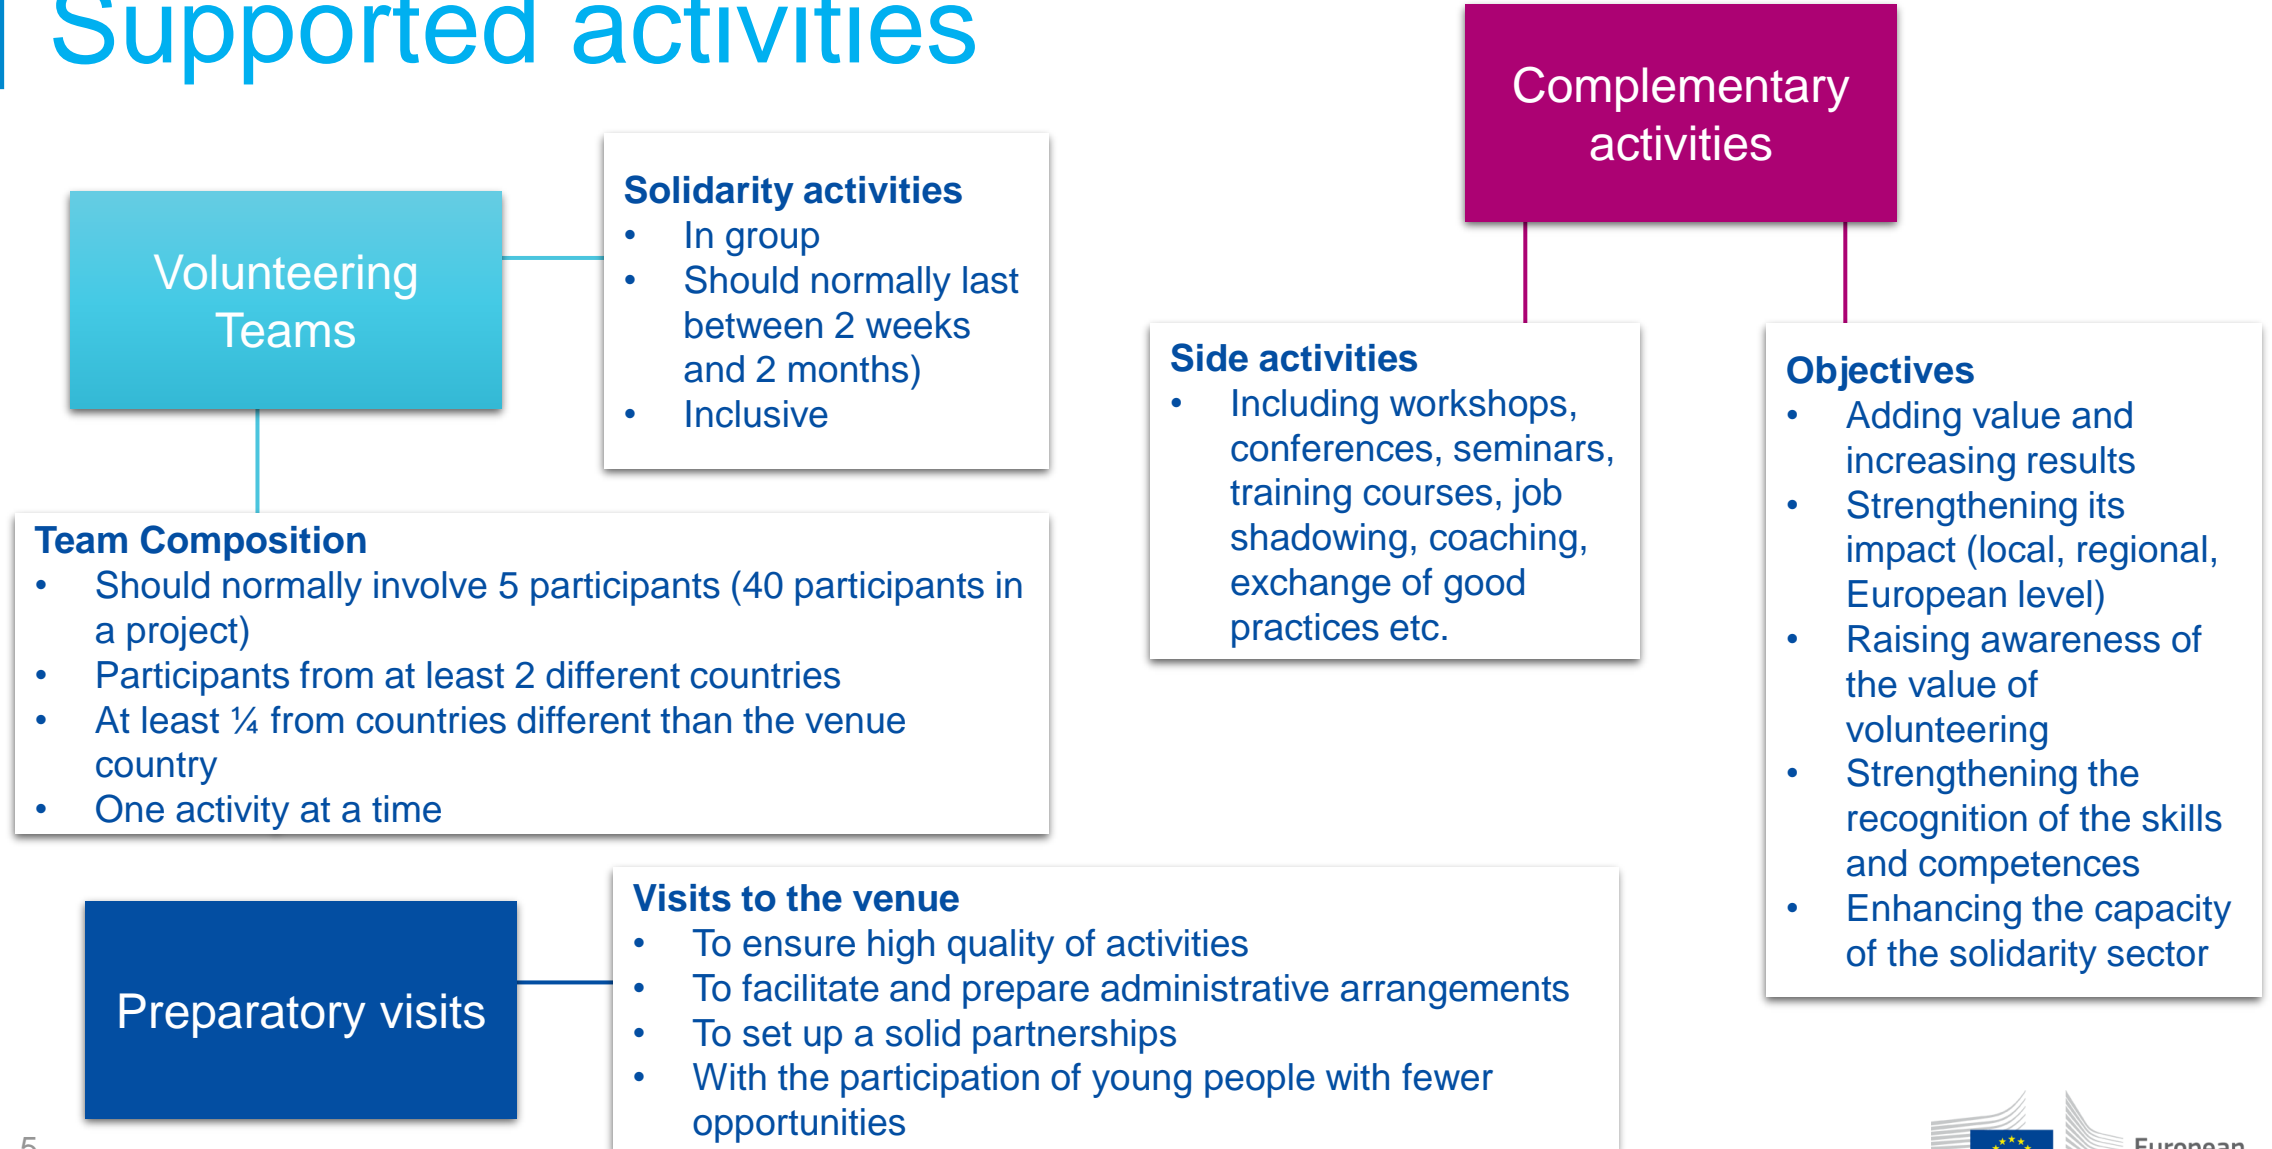 Supported activities
Volunteering
Teams
Solidarity activities
• In group
• Should normally last
between 2 weeks
and 2 months)
• Inclusive
Team Composition
• Should normally involve 5 participants (40 participants in
a project)
• Participants from at least 2 different countries
• At least ¼ from countries different than the venue
country
• One activity at a time
Preparatory visits
Visits to the venue
• To ensure high quality of activities
• To facilitate and prepare administrative arrangements
• To set up a solid partnerships
• With the participation of young people with fewer
opportunities
Complementary
activities
Side activities
• Including workshops,
conferences, seminars,
training courses, job
shadowing, coaching,
exchange of good
practices etc.
Objectives
• Adding value and
increasing results
• Strengthening its
impact (local, regional,
European level)
• Raising awareness of
the value of
volunteering
• Strengthening the
recognition of the skills
and competences
• Enhancing the capacity
of the solidarity sector
5
European